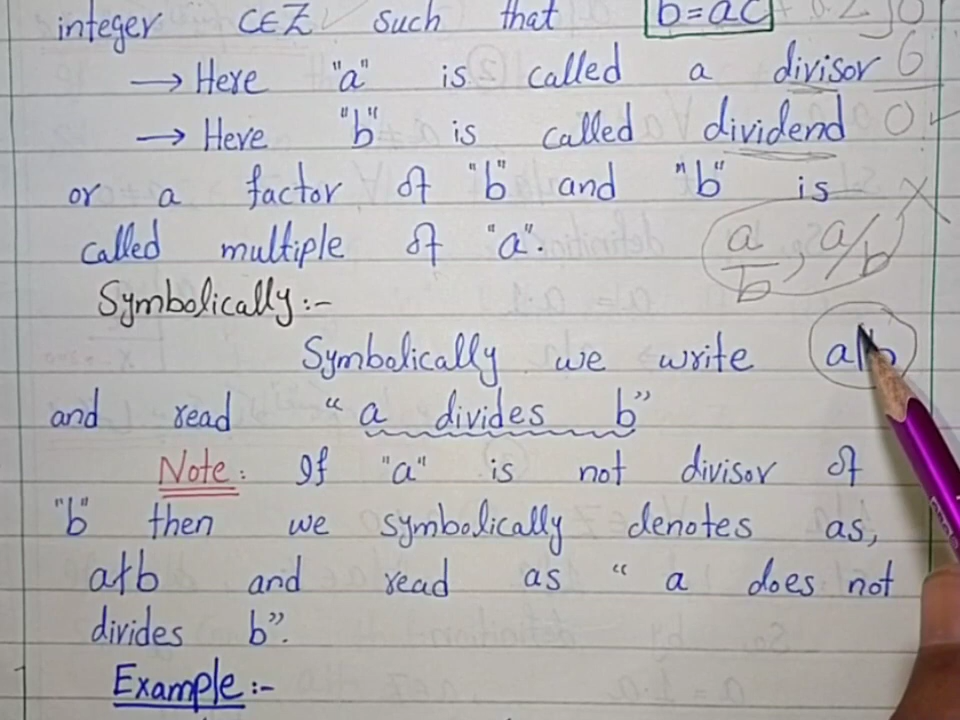 integer C∈Z such that b=ac
→ Here "a" is called a divisor 6
→ Here "b" is called dividend 0
or a factor of "b" and "b" is
called multiple of "a".
a/b, a/b
Symbolically:-
Symbolically we write a|b
and read "a divides b"
Note: If "a" is not divisor of
"b" then we symbolically denotes as,
a∤b and read as "a does not
divides b".
Example:-